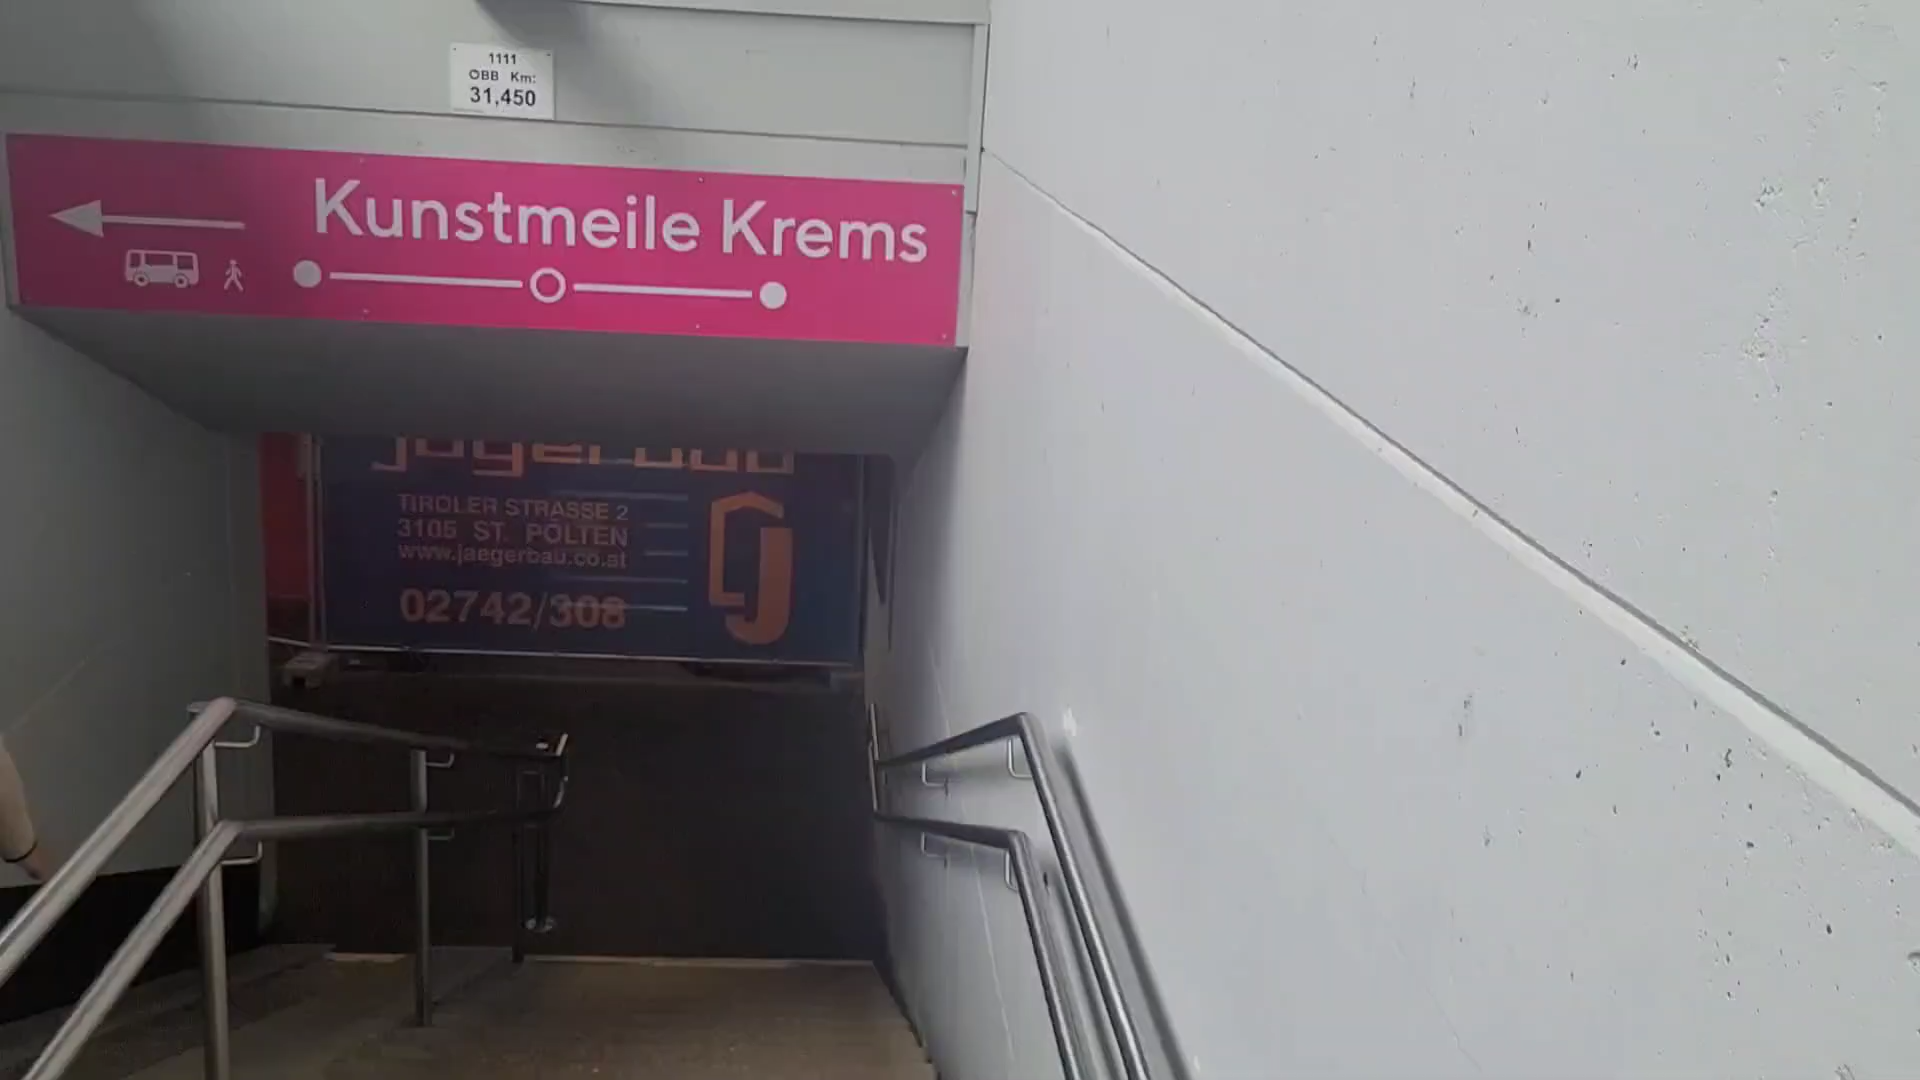 1111
ÖBB Km:
31,450
Kunstmeile Krems
jägerbau
TIROLER STRASSE 2
3105 ST. PÖLTEN
www.jaegerbau.co.at
02742/308